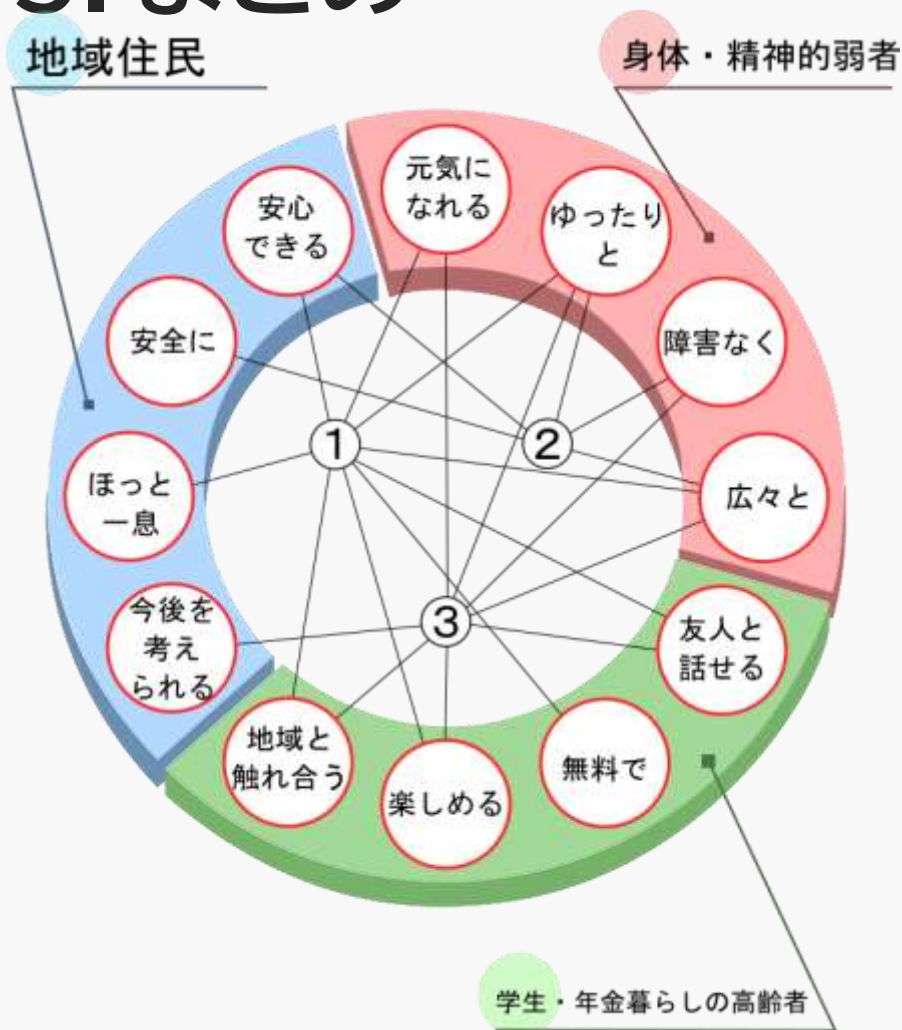 まとめ
地域住民
身体・精神的弱者
元気に
なれる
安心
できる
ゆったり
と
安全に
障害なく
1
2
ほっと
一息
広々と
今後を
考え
られる
3
友人と
話せる
地域と
触れ合う
楽しめる
無料で
学生・年金暮らしの高齢者